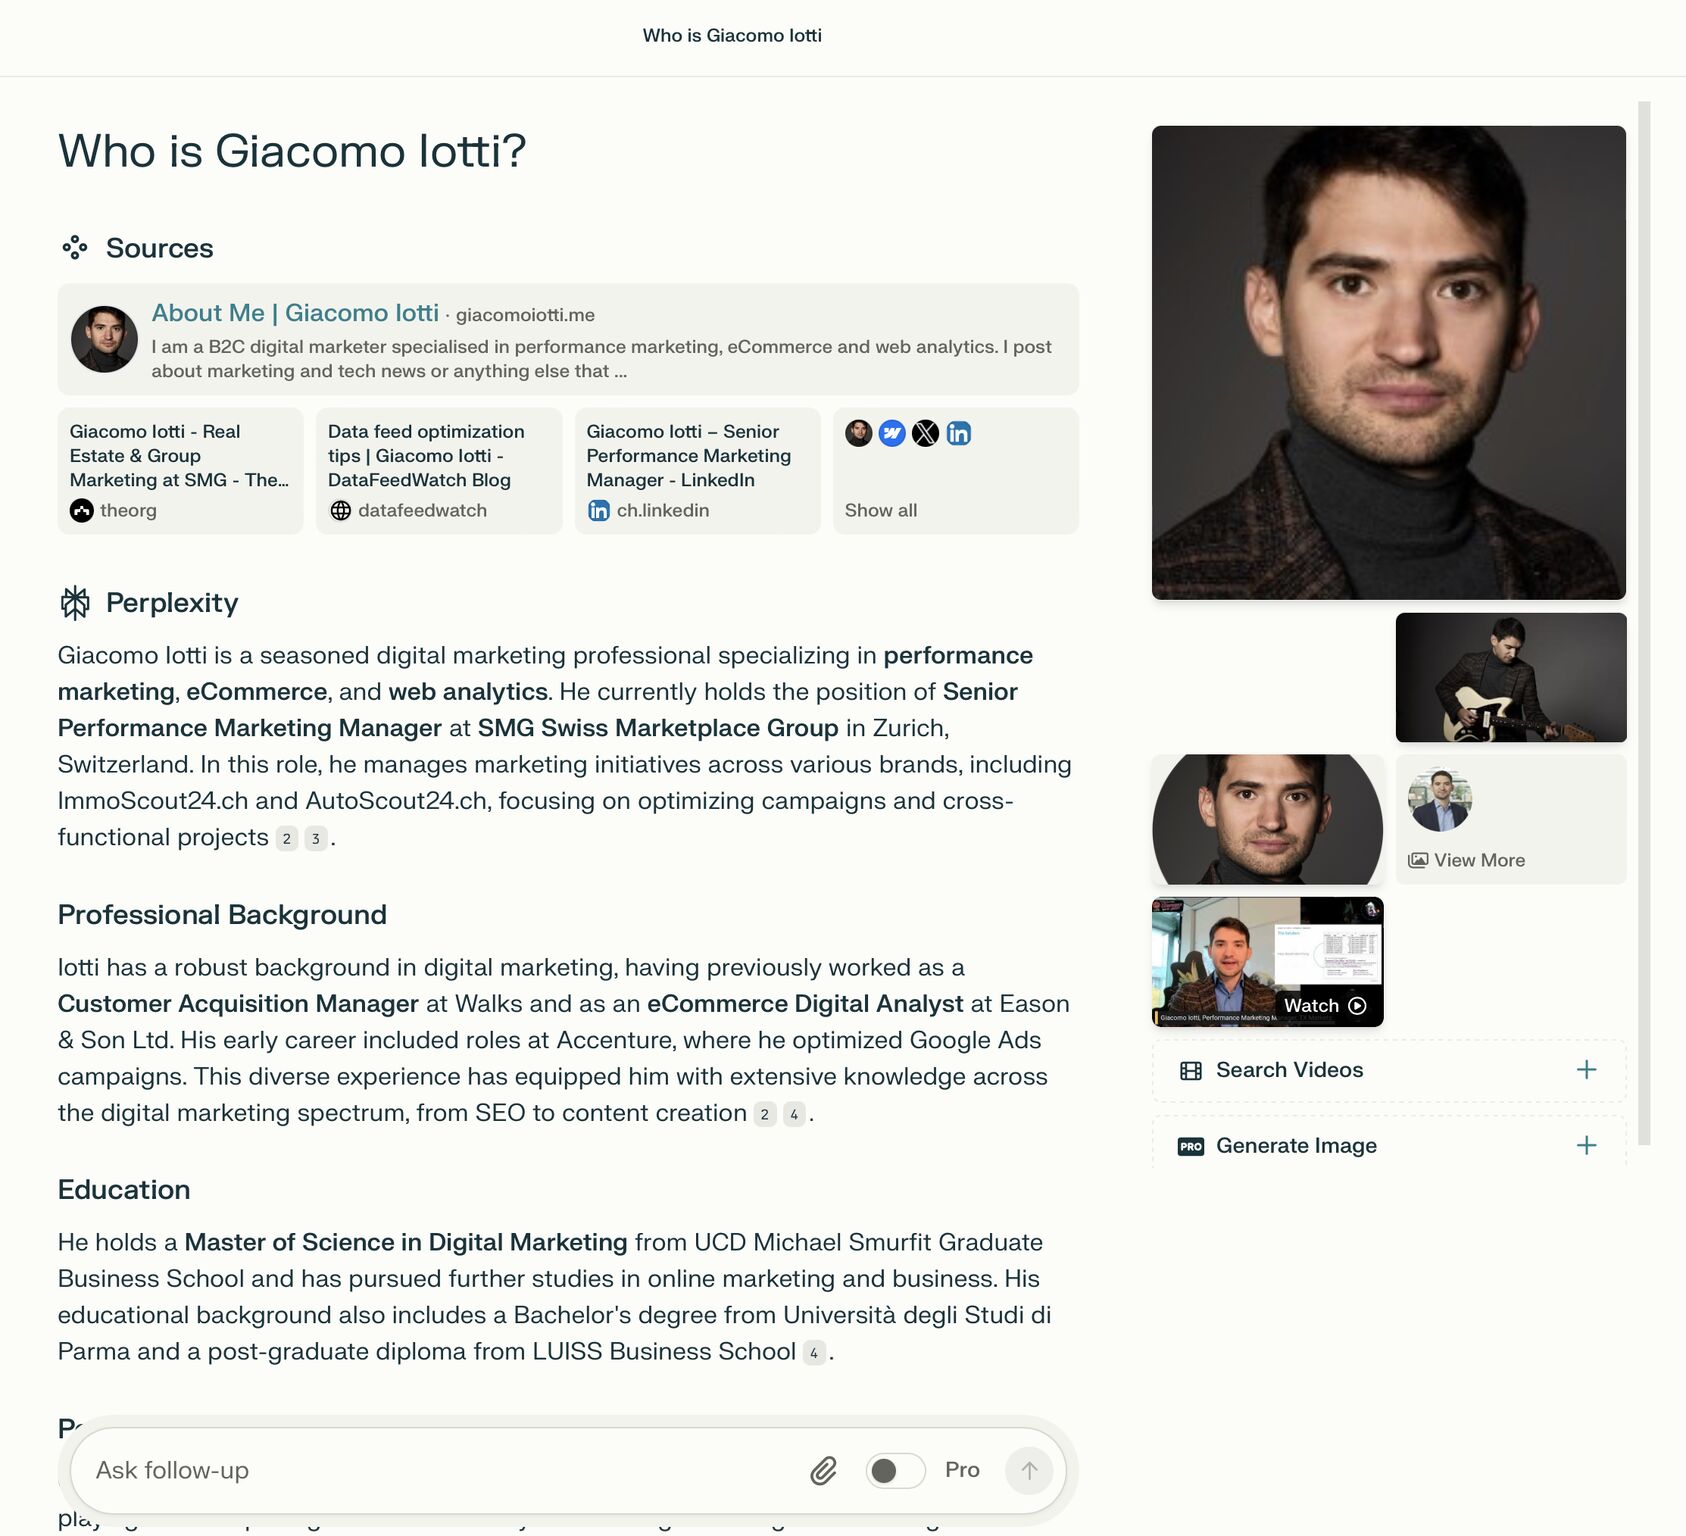 Who is Giacomo Iotti
Who is Giacomo Iotti?
Sources
About Me | Giacomo Iotti · giacomoiotti.me
I am a B2C digital marketer specialised in performance marketing, eCommerce and web analytics. I post
about marketing and tech news or anything else that ...
Giacomo Iotti - Real
Estate & Group
Marketing at SMG - The...
theorg
Data feed optimization
tips | Giacomo Iotti -
DataFeedWatch Blog
datafeedwatch
Giacomo Iotti – Senior
Performance Marketing
Manager - LinkedIn
ch.linkedin
Show all
Perplexity
Giacomo Iotti is a seasoned digital marketing professional specializing in performance
marketing, eCommerce, and web analytics. He currently holds the position of Senior
Performance Marketing Manager at SMG Swiss Marketplace Group in Zurich,
Switzerland. In this role, he manages marketing initiatives across various brands, including
ImmoScout24.ch and AutoScout24.ch, focusing on optimizing campaigns and cross-
functional projects 2 3 .
Professional Background
Iotti has a robust background in digital marketing, having previously worked as a
Customer Acquisition Manager at Walks and as an eCommerce Digital Analyst at Eason
& Son Ltd. His early career included roles at Accenture, where he optimized Google Ads
campaigns. This diverse experience has equipped him with extensive knowledge across
the digital marketing spectrum, from SEO to content creation 2 4 .
Education
He holds a Master of Science in Digital Marketing from UCD Michael Smurfit Graduate
Business School and has pursued further studies in online marketing and business. His
educational background also includes a Bachelor's degree from Università degli Studi di
Parma and a post-graduate diploma from LUISS Business School 4 .
Ask follow-up
Pro
View More
Giacomo Iotti, Performance Marketing
Watch
Search Videos
PRO Generate Image